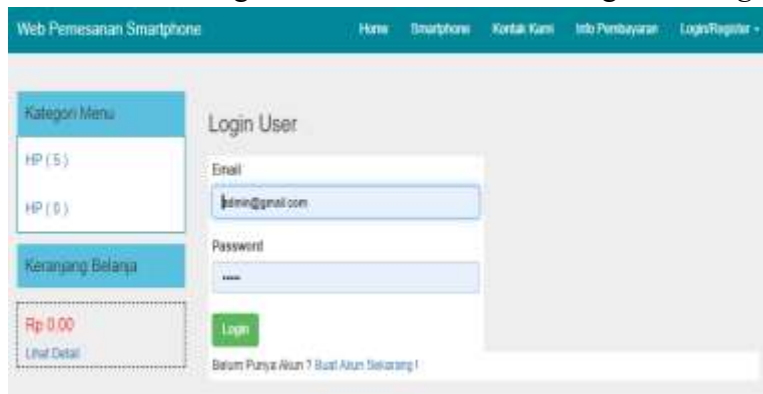 Web Pemesanan Smartphone
Home Smartphone Kontak Kami Info Pembayaran Login/Register
Kategori Menu
HP ( 5 )
HP ( 0 )
Keranjang Belanja
Rp 0,00
Lihat Detail
Login User
Email
admin@gmail.com
Password
•••••
Login
Belum Punya Akun ? Buat Akun Sekarang !